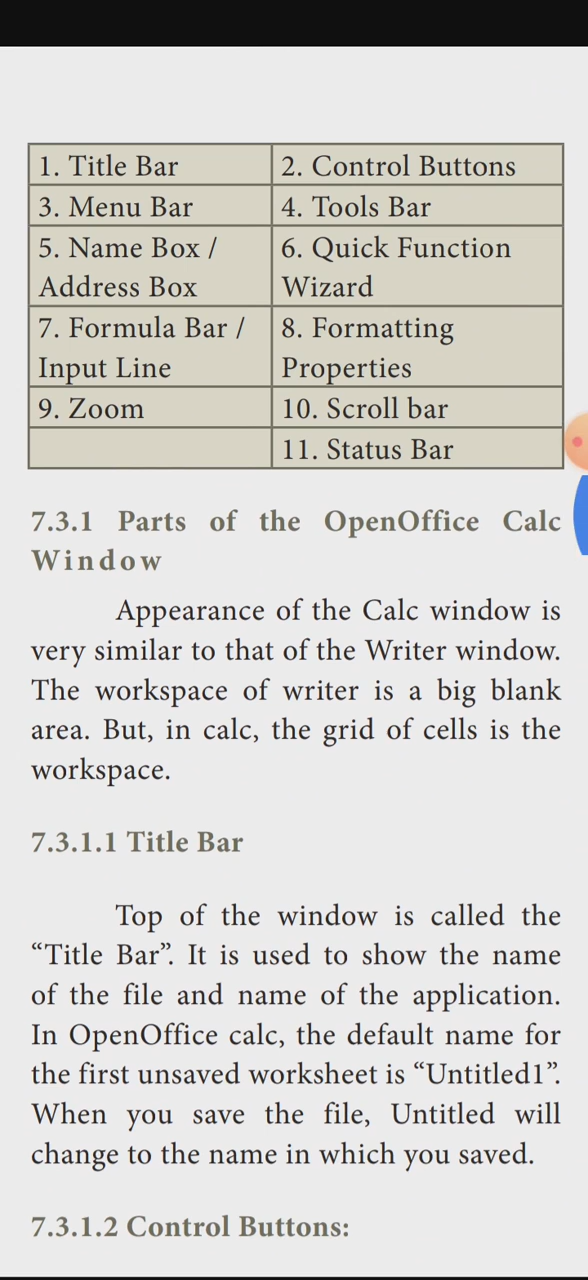 1. Title Bar
2. Control Buttons
3. Menu Bar
4. Tools Bar
5. Name Box /
Address Box
6. Quick Function
Wizard
7. Formula Bar /
Input Line
8. Formatting
Properties
9. Zoom
10. Scroll bar
11. Status Bar
7.3.1 Parts of the OpenOffice Calc
Window
Appearance of the Calc window is
very similar to that of the Writer window.
The workspace of writer is a big blank
area. But, in calc, the grid of cells is the
workspace.
7.3.1.1 Title Bar
Top of the window is called the
“Title Bar”. It is used to show the name
of the file and name of the application.
In OpenOffice calc, the default name for
the first unsaved worksheet is “Untitled1”.
When you save the file, Untitled will
change to the name in which you saved.
7.3.1.2 Control Buttons: